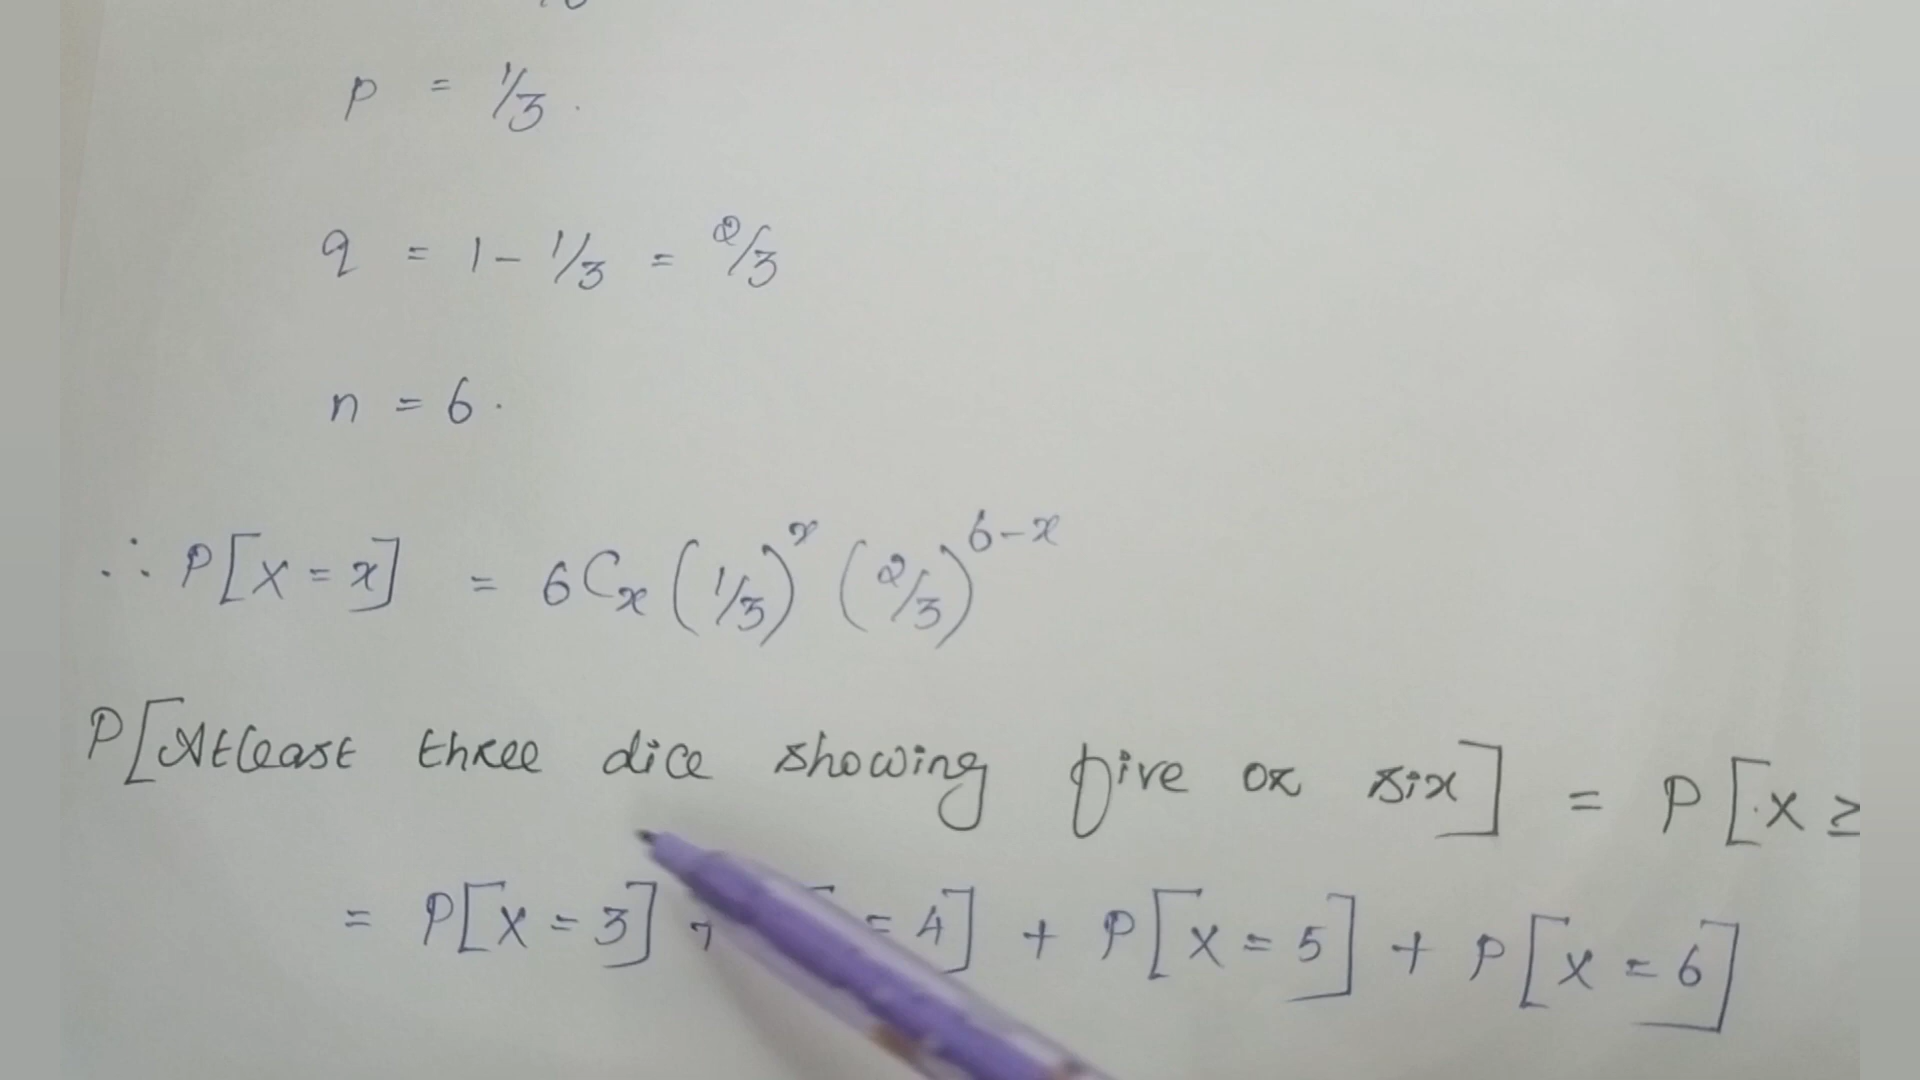 p = 1/3.
q = 1 - 1/3 = 2/3
n = 6.
∴ P[X = x] = 6Cx (1/3)^x (2/3)^6-x
P[Atleast three dice showing five or six] = P[X ≥
= P[X = 3] + [ = 4] + P[X = 5] + P[X = 6]